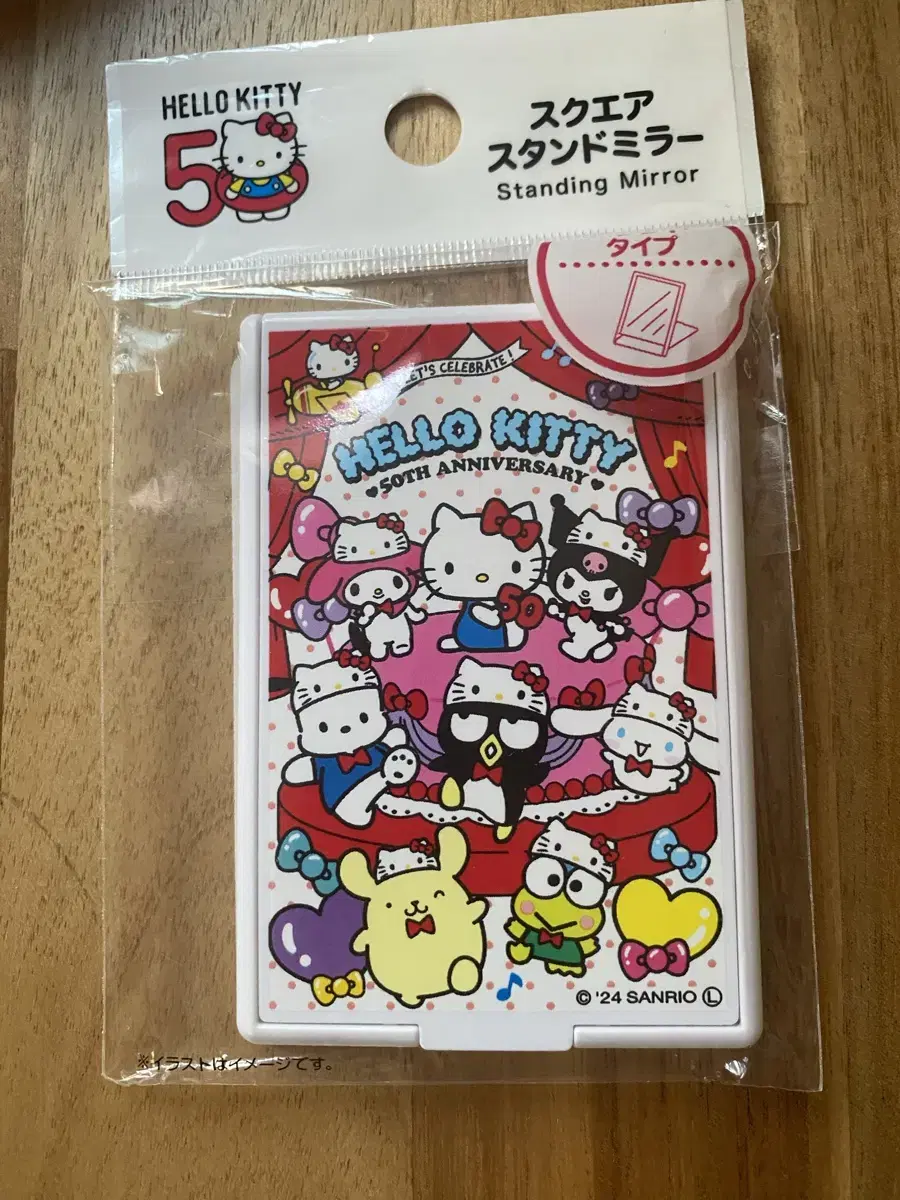 HELLO KITTY
50
スクエア
スタンドミラー
Standing Mirror
タイプ
LET'S CELEBRATE!
HELLO KITTY
♥50TH ANNIVERSARY♥
50
© '24 SANRIO Ⓛ
※イラストはイメージです。